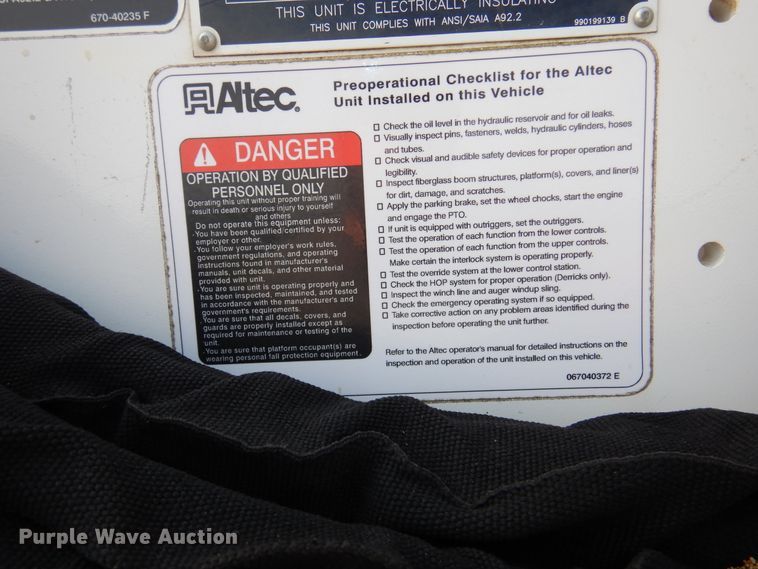 670-40235 F
THIS UNIT IS ELECTRICALLY INSULATING
THIS UNIT COMPLIES WITH ANSI/SAIA A92.2
990199139 B
Altec
Preoperational Checklist for the Altec
Unit Installed on this Vehicle
DANGER
OPERATION BY QUALIFIED
PERSONNEL ONLY
Operating this unit without proper training will
result in death or serious injury to yourself
and others
Do not operate this equipment unless:
-You have been qualified/certified by your
employer or other.
-You follow your employer's work rules,
government regulations, and operating
instructions found in manufacturer's
manuals, unit decals, and other material
provided with unit.
-You are sure unit is operating properly and
has been inspected, maintained, and tested
in accordance with the manufacturer's and
government's requirements.
-You are sure that all decals, covers, and
guards are properly installed except as
required for maintenance or testing of the
unit.
-You are sure that platform occupant(s) are
wearing personal fall protection equipment.
Check the oil level in the hydraulic reservoir and for oil leaks.
Visually inspect pins, fasteners, welds, hydraulic cylinders, hoses
and tubes.
Check visual and audible safety devices for proper operation and
legibility.
Inspect fiberglass boom structures, platform(s), covers, and liner(s)
for dirt, damage, and scratches.
Apply the parking brake, set the wheel chocks, start the engine
and engage the PTO.
If unit is equipped with outriggers, set the outriggers.
Test the operation of each function from the lower controls.
Test the operation of each function from the upper controls.
Make certain the interlock system is operating properly.
Test the override system at the lower control station.
Check the HOP system for proper operation (Derricks only).
Inspect the winch line and auger windup sling.
Check the emergency operating system if so equipped.
Take corrective action on any problem areas identified during the
inspection before operating the unit further.
Refer to the Altec operator's manual for detailed instructions on the
inspection and operation of the unit installed on this vehicle.
067040372 E
Purple Wave Auction